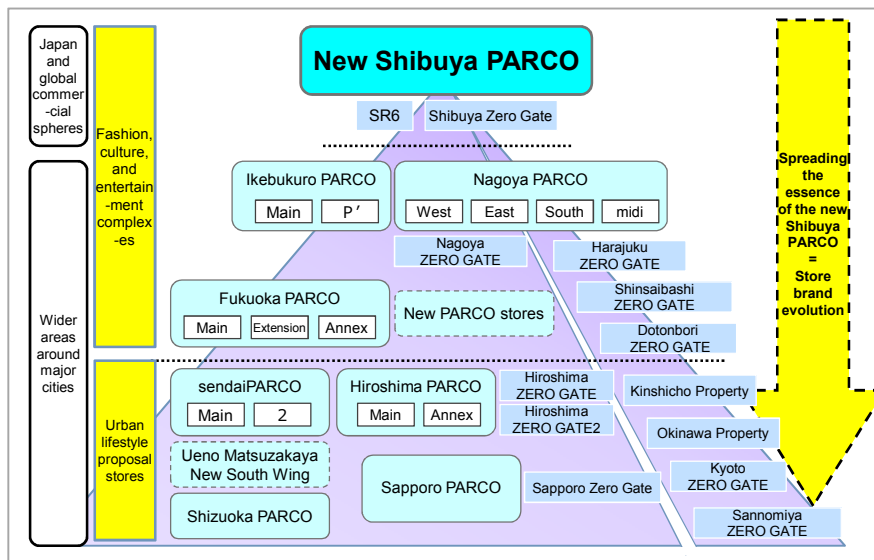 Japan
and
global
commer
-cial
spheres
Wider
areas
around
major
cities
Fashion,
culture,
and
entertain
-ment
complex
-es
Urban
lifestyle
proposal
stores
New Shibuya PARCO
SR6
Shibuya Zero Gate
Ikebukuro PARCO
Main
P′
Nagoya PARCO
West
East
South
midi
Nagoya
ZERO GATE
Harajuku
ZERO GATE
Shinsaibashi
ZERO GATE
Dotonbori
ZERO GATE
Fukuoka PARCO
Main
Extension
Annex
New PARCO stores
sendaiPARCO
Main
2
Hiroshima PARCO
Main
Annex
Hiroshima
ZERO GATE
Hiroshima
ZERO GATE2
Kinshicho Property
Okinawa Property
Ueno Matsuzakaya
New South Wing
Shizuoka PARCO
Sapporo PARCO
Sapporo Zero Gate
Kyoto
ZERO GATE
Sannomiya
ZERO GATE
Spreading
the
essence
of the new
Shibuya
PARCO
=
Store
brand
evolution